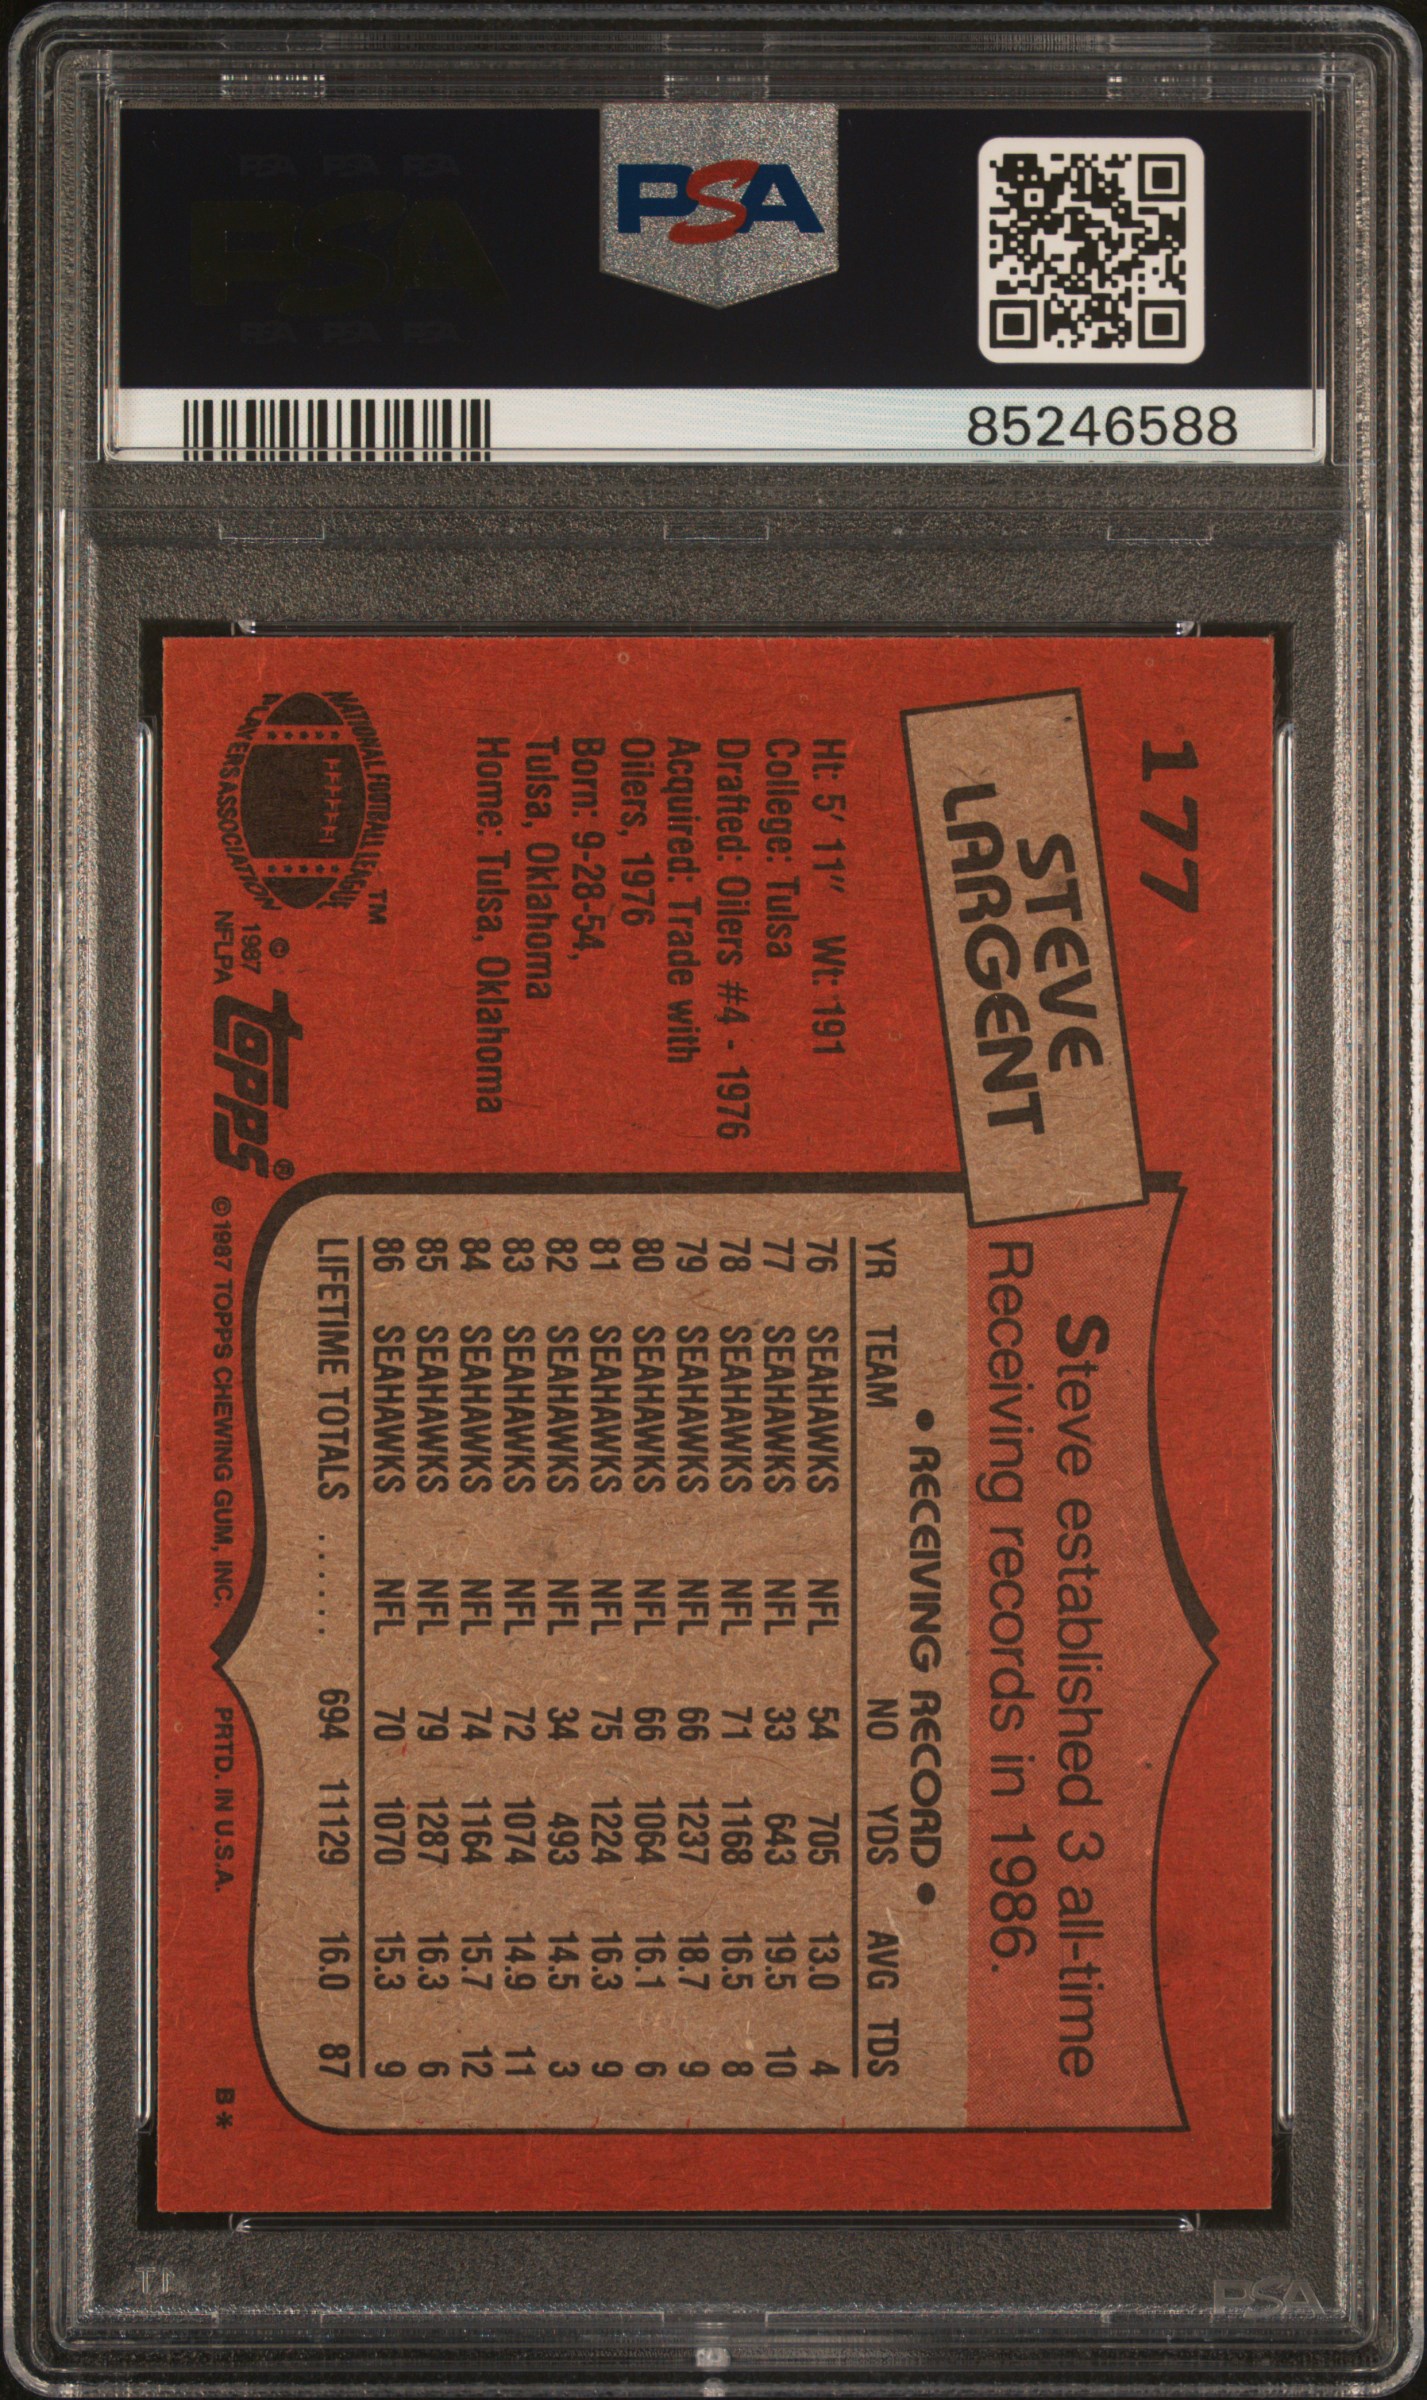 PSA PSA PSA
PSA
PSA PSA PSA
PSA
85246588
177
STEVE
LARGENT
Ht: 5' 11" Wt: 191
College: Tulsa
Drafted: Oilers #4 - 1976
Acquired: Trade with
Oilers, 1976
Born: 9-28-54,
Tulsa, Oklahoma
Home: Tulsa, Oklahoma
NATIONAL FOOTBALL LEAGUE
PLAYERS ASSOCIATION
TM
© 1987
NFLPA
TOPPS®
Steve established 3 all-time
Receiving records in 1986.
• RECEIVING RECORD •
YR TEAM NO YDS AVG TDS
76 SEAHAWKS NFL 54 705 13.0 4
77 SEAHAWKS NFL 33 643 19.5 10
78 SEAHAWKS NFL 71 1168 16.5 8
79 SEAHAWKS NFL 66 1237 18.7 9
80 SEAHAWKS NFL 66 1064 16.1 6
81 SEAHAWKS NFL 75 1224 16.3 9
82 SEAHAWKS NFL 34 493 14.5 3
83 SEAHAWKS NFL 72 1074 14.9 11
84 SEAHAWKS NFL 74 1164 15.7 12
85 SEAHAWKS NFL 79 1287 16.3 6
86 SEAHAWKS NFL 70 1070 15.3 9
LIFETIME TOTALS ...... 694 11129 16.0 87
© 1987 TOPPS CHEWING GUM, INC. PRTD. IN U.S.A. B*
PSA